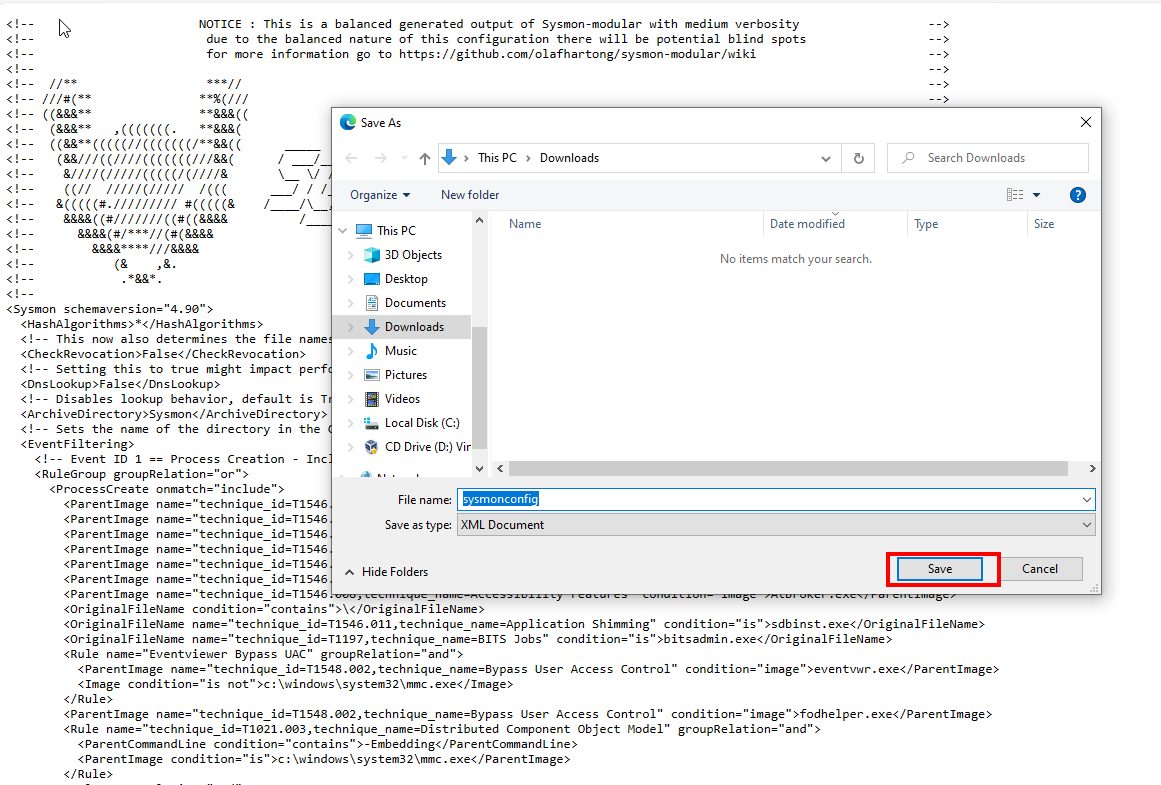 <!-- NOTICE : This is a balanced generated output of Sysmon-modular with medium verbosity -->
<!-- due to the balanced nature of this configuration there will be potential blind spots -->
<!-- for more information go to https://github.com/olafhartong/sysmon-modular/wiki -->
<!-- -->
<!-- //** ***// -->
<!-- ///#(** **%(/// -->
<!-- ((&&&** **&&&((
<!-- (&&&** ,(((((((. **&&&(
<!-- ((&&**(((((//(((((((/**&&(( _____
<!-- (&&///((////(((((((///&&( / ___/__
<!-- &////(/////(((((/(////& \__ \/ /
<!-- ((// /////(///// /((( ___/ / /_
<!-- &(((((#.///////// #(((((& /____/\__,
<!-- &&&&((#///////((#((&&&& /____
<!-- &&&&(#/***//(#(&&&&
<!-- &&&&****///&&&&
<!-- (& ,&.
<!-- .*&&*.
<!--
<Sysmon schemaversion="4.90">
<HashAlgorithms>*</HashAlgorithms>
<!-- This now also determines the file names
<CheckRevocation>False</CheckRevocation>
<!-- Setting this to true might impact perfo
<DnsLookup>False</DnsLookup>
<!-- Disables lookup behavior, default is Tr
<ArchiveDirectory>Sysmon</ArchiveDirectory>
<!-- Sets the name of the directory in the C
<EventFiltering>
<!-- Event ID 1 == Process Creation - Incl
<RuleGroup groupRelation="or">
<ProcessCreate onmatch="include">
<ParentImage name="technique_id=T1546.
<ParentImage name="technique_id=T1546.
<ParentImage name="technique_id=T1546.
<ParentImage name="technique_id=T1546.
<ParentImage name="technique_id=T1546.
<ParentImage name="technique_id=T1546.
<ParentImage name="technique_id=T1546.008,technique_name=Accessibility Features" condition="image">AtBroker.exe</ParentImage>
<OriginalFileName condition="contains">\</OriginalFileName>
<OriginalFileName name="technique_id=T1546.011,technique_name=Application Shimming" condition="is">sdbinst.exe</OriginalFileName>
<OriginalFileName name="technique_id=T1197,technique_name=BITS Jobs" condition="is">bitsadmin.exe</OriginalFileName>
<Rule name="Eventviewer Bypass UAC" groupRelation="and">
<ParentImage name="technique_id=T1548.002,technique_name=Bypass User Access Control" condition="image">eventvwr.exe</ParentImage>
<Image condition="is not">c:\windows\system32\mmc.exe</Image>
</Rule>
<ParentImage name="technique_id=T1548.002,technique_name=Bypass User Access Control" condition="image">fodhelper.exe</ParentImage>
<Rule name="technique_id=T1021.003,technique_name=Distributed Component Object Model" groupRelation="and">
<ParentCommandLine condition="contains">-Embedding</ParentCommandLine>
<ParentImage condition="is">c:\windows\system32\mmc.exe</ParentImage>
</Rule>
Save As
This PC > Downloads
Search Downloads
Organize
New folder
This PC
3D Objects
Desktop
Documents
Downloads
Music
Pictures
Videos
Local Disk (C:)
CD Drive (D:) Vir
Name
Date modified
Type
Size
No items match your search.
File name: sysmonconfig
Save as type: XML Document
Hide Folders
Save
Cancel